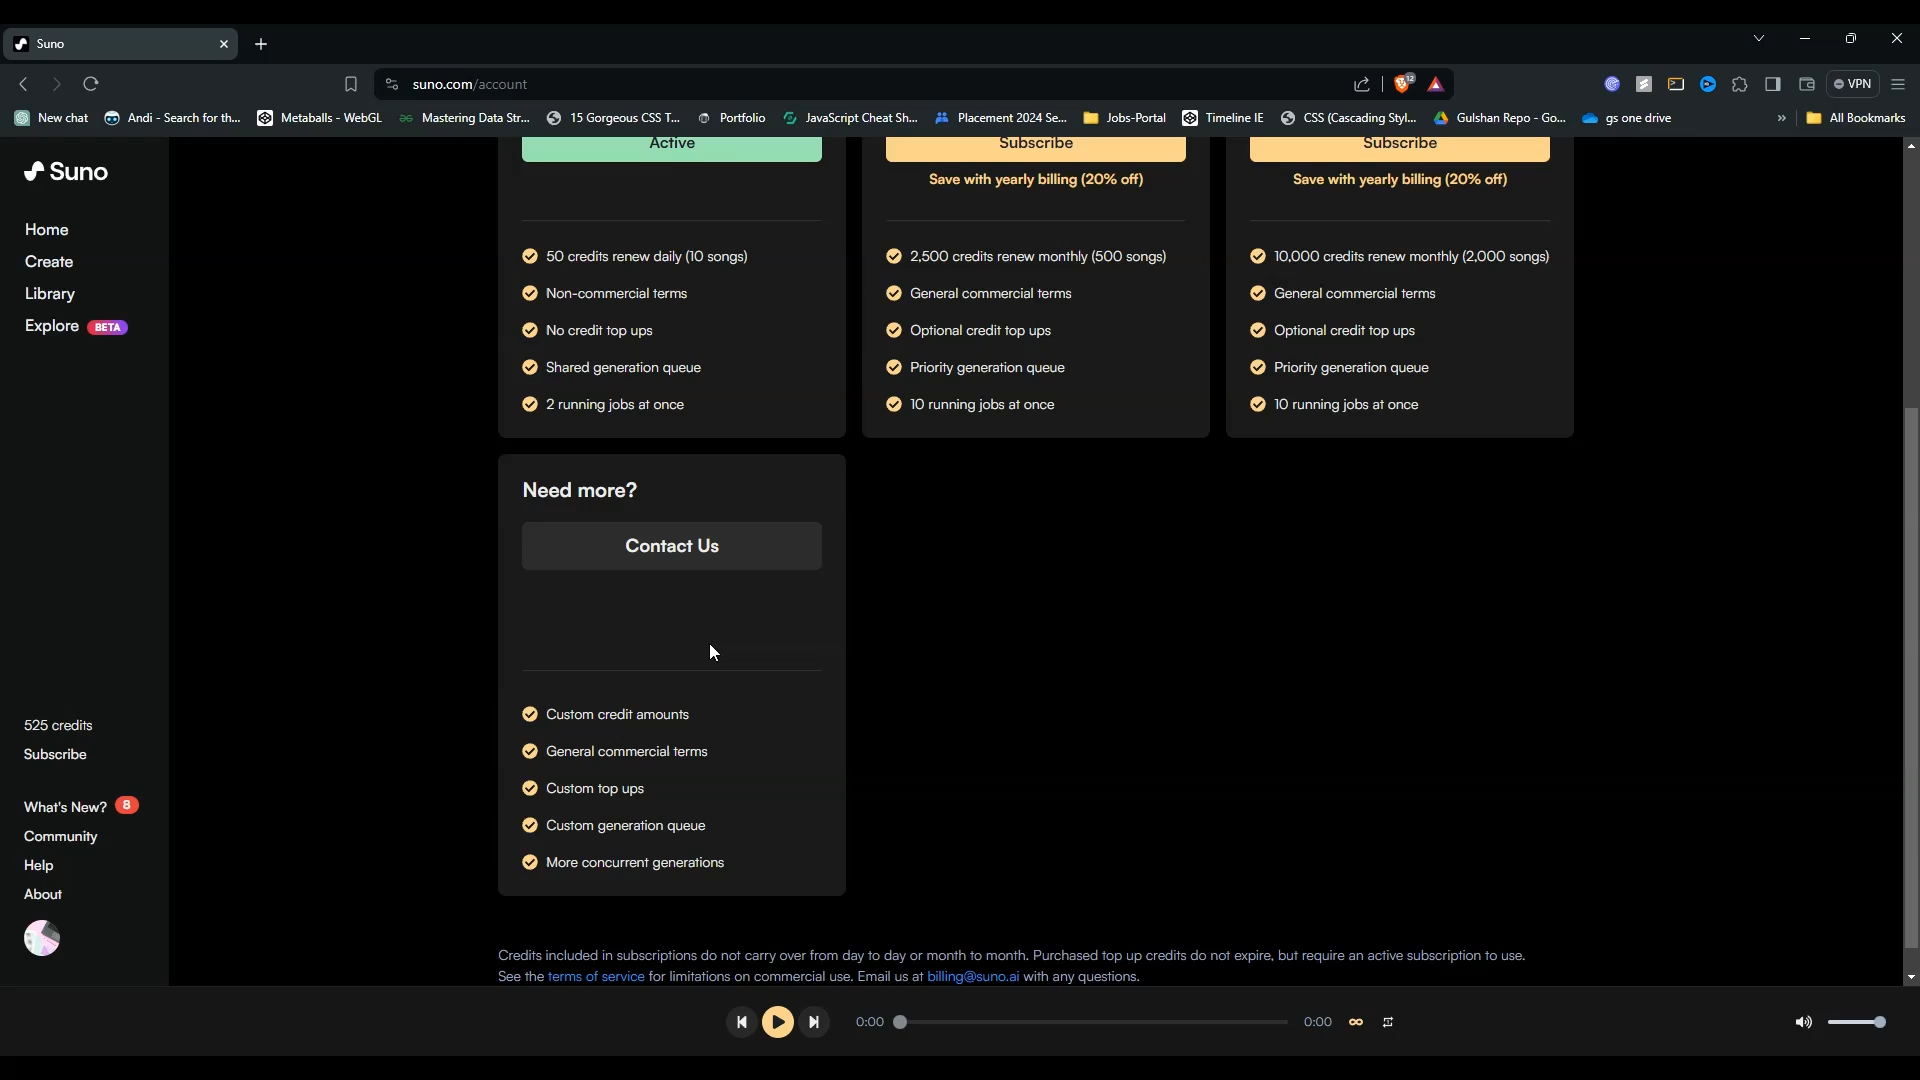 Suno
suno.com/account
VPN
New chat
Andi - Search for th...
Metaballs - WebGL
Mastering Data Str...
15 Gorgeous CSS T...
Portfolio
JavaScript Cheat Sh...
Placement 2024 Se...
Jobs-Portal
Timeline IE
CSS (Cascading Styl...
Gulshan Repo - Go...
gs one drive
»
All Bookmarks
12
Suno
Home
Create
Library
Explore BETA
525 credits
Subscribe
What's New? 8
Community
Help
About
Active
50 credits renew daily (10 songs)
Non-commercial terms
No credit top ups
Shared generation queue
2 running jobs at once
Subscribe
Save with yearly billing (20% off)
2,500 credits renew monthly (500 songs)
General commercial terms
Optional credit top ups
Priority generation queue
10 running jobs at once
Subscribe
Save with yearly billing (20% off)
10,000 credits renew monthly (2,000 songs)
General commercial terms
Optional credit top ups
Priority generation queue
10 running jobs at once
Need more?
Contact Us
Custom credit amounts
General commercial terms
Custom top ups
Custom generation queue
More concurrent generations
Credits included in subscriptions do not carry over from day to day or month to month. Purchased top up credits do not expire, but require an active subscription to use.
See the terms of service for limitations on commercial use. Email us at billing@suno.ai with any questions.
0:00
0:00